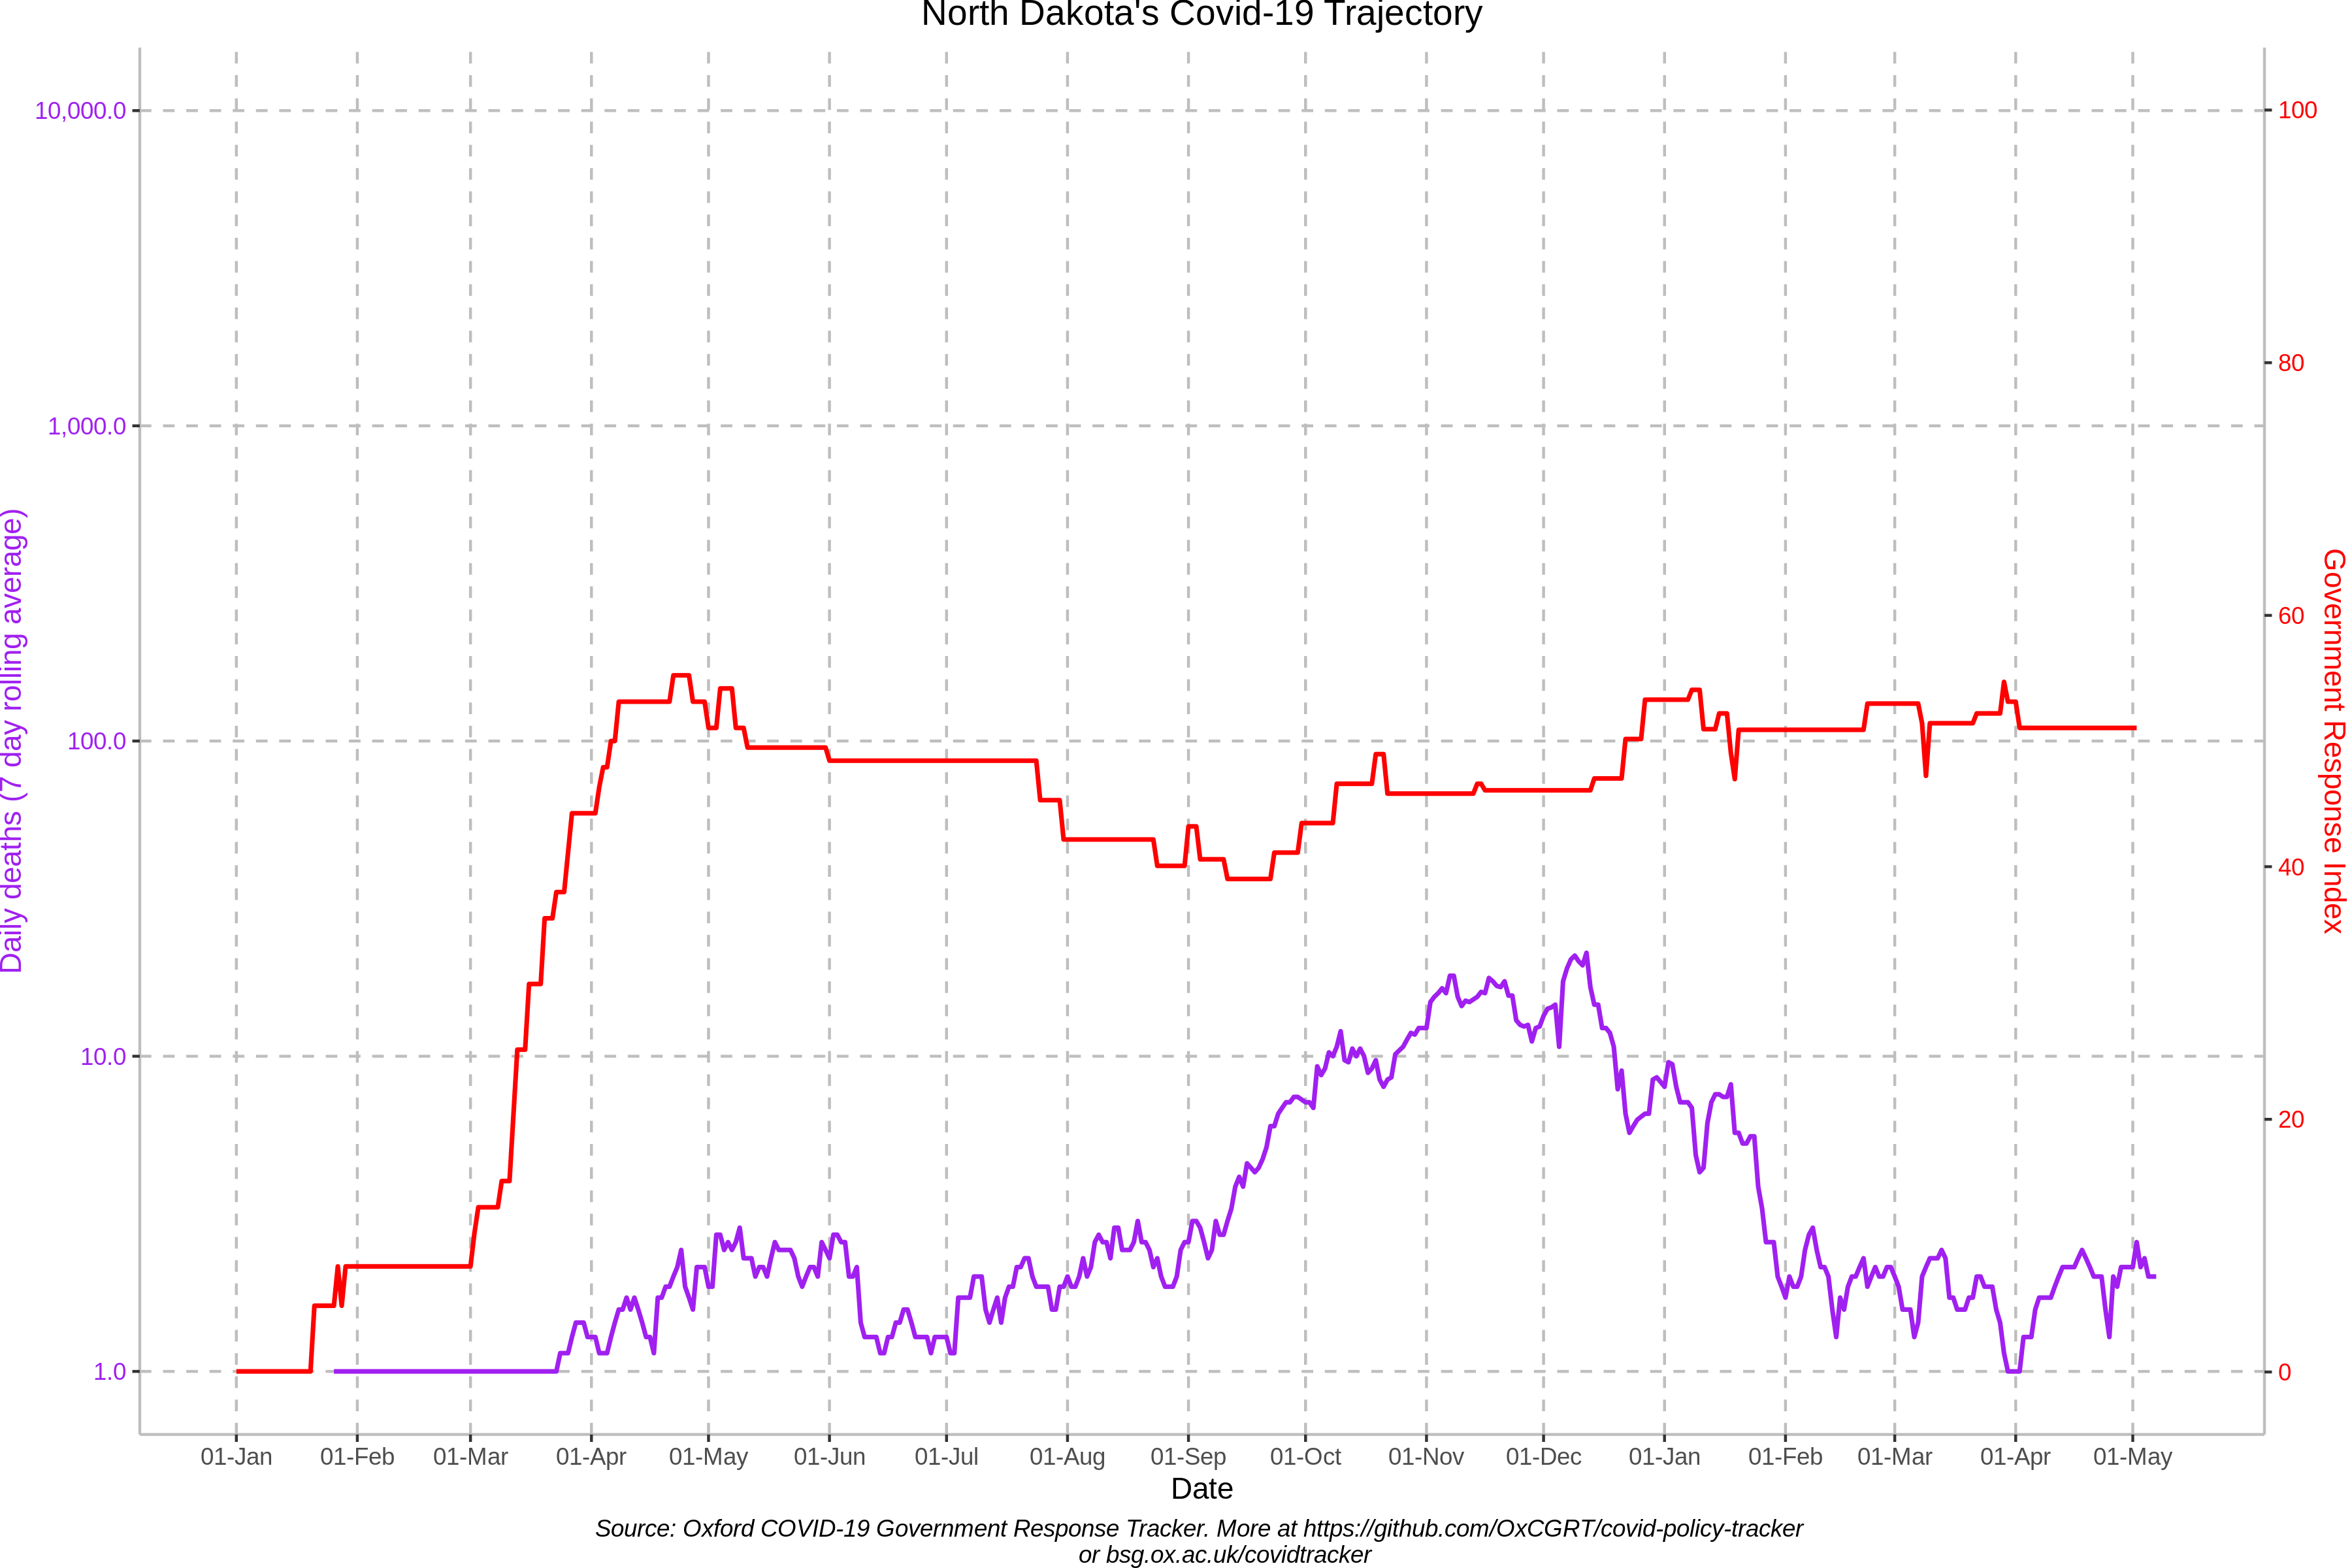 North Dakota's Covid-19 Trajectory
10,000.0
1,000.0
100.0
10.0
1.0
Daily deaths (7 day rolling average)
100
80
60
40
20
0
Government Response Index
01-Jan 01-Feb 01-Mar 01-Apr 01-May 01-Jun 01-Jul 01-Aug 01-Sep 01-Oct 01-Nov 01-Dec 01-Jan 01-Feb 01-Mar 01-Apr 01-May
Date
Source: Oxford COVID-19 Government Response Tracker. More at https://github.com/OxCGRT/covid-policy-tracker
or bsg.ox.ac.uk/covidtracker